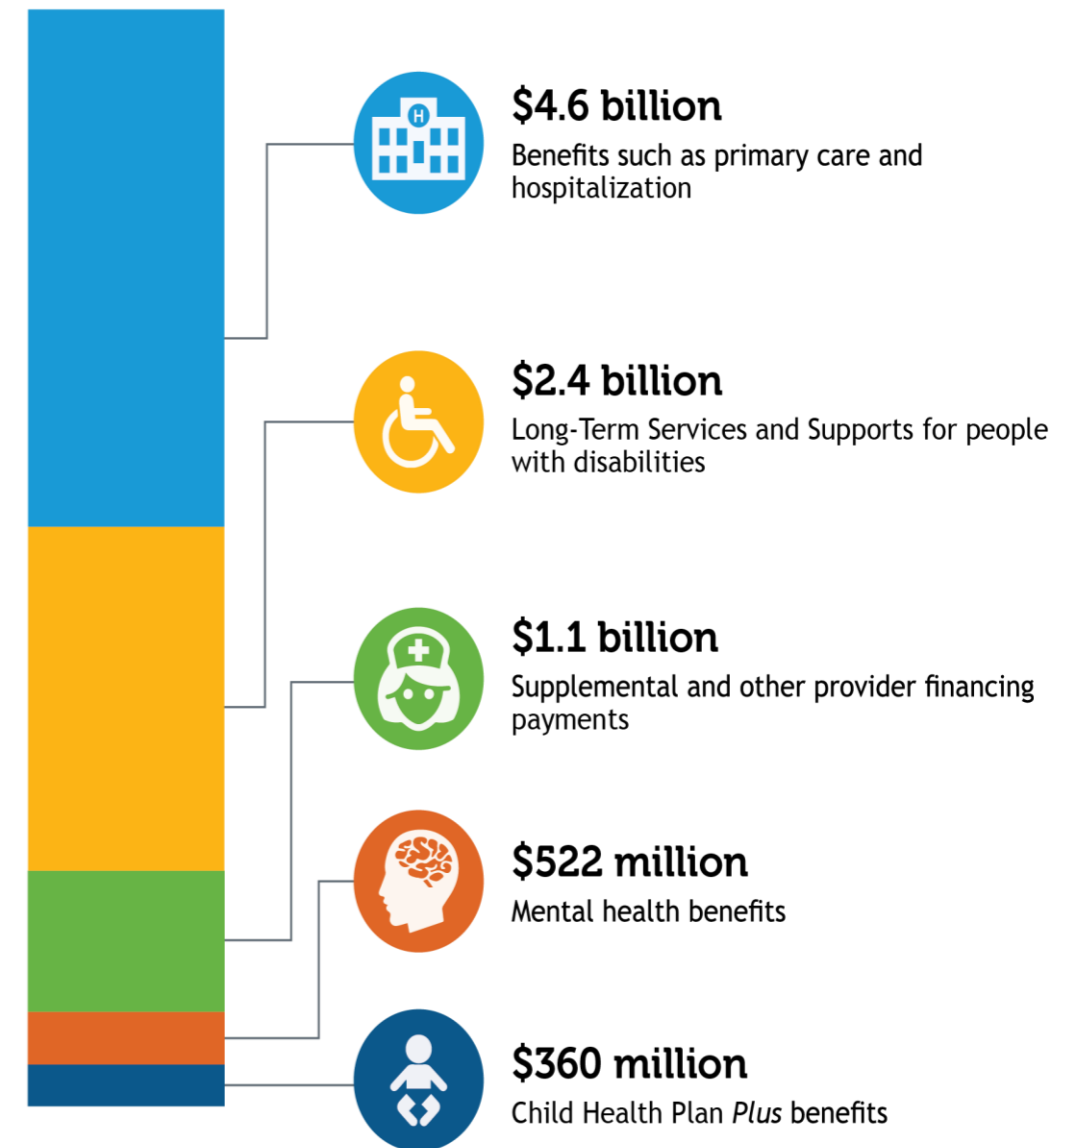 H
$4.6 billion
Benefits such as primary care and
hospitalization
$2.4 billion
Long-Term Services and Supports for people
with disabilities
$1.1 billion
Supplemental and other provider financing
payments
$522 million
Mental health benefits
$360 million
Child Health Plan Plus benefits